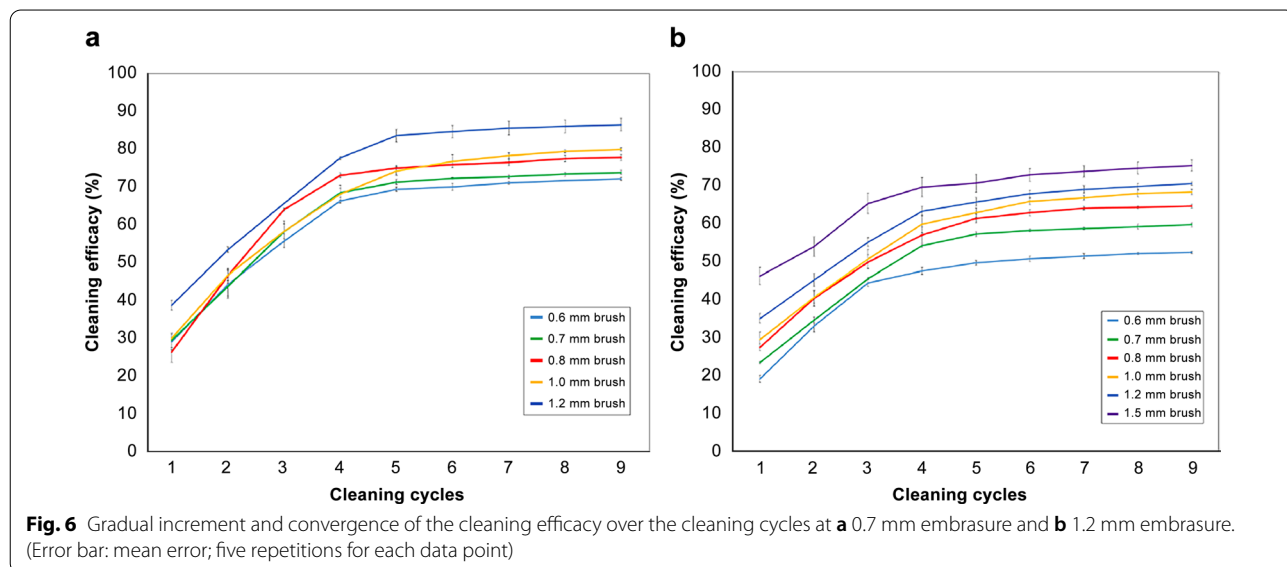 a
Cleaning efficacy (%)
100
90
80
70
60
50
40
30
20
10
0
1 2 3 4 5 6 7 8 9
Cleaning cycles
0.6 mm brush
0.7 mm brush
0.8 mm brush
1.0 mm brush
1.2 mm brush
b
Cleaning efficacy (%)
100
90
80
70
60
50
40
30
20
10
0
1 2 3 4 5 6 7 8 9
Cleaning cycles
0.6 mm brush
0.7 mm brush
0.8 mm brush
1.0 mm brush
1.2 mm brush
1.5 mm brush
Fig. 6 Gradual increment and convergence of the cleaning efficacy over the cleaning cycles at a 0.7 mm embrasure and b 1.2 mm embrasure.
(Error bar: mean error; five repetitions for each data point)